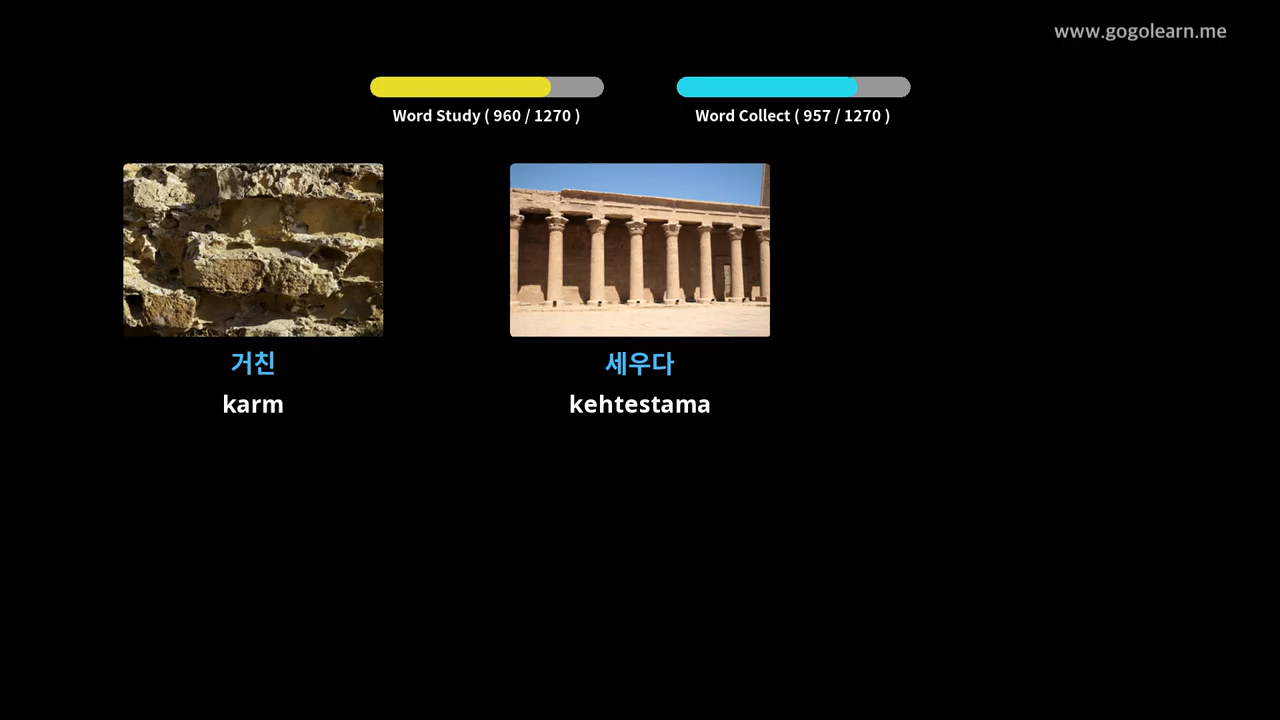 www.gogolearn.me
Word Study ( 960 / 1270 )
Word Collect ( 957 / 1270 )
거친
karm
세우다
kehtestama